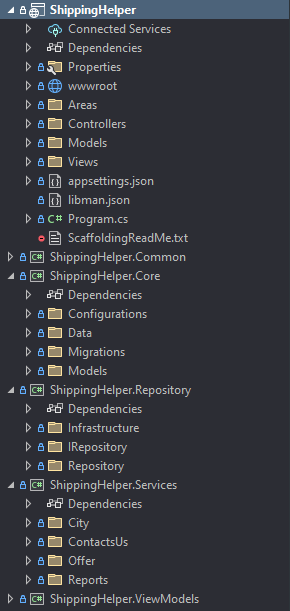 ShippingHelper
Connected Services
Dependencies
Properties
wwwroot
Areas
Controllers
Models
Views
appsettings.json
libman.json
C# Program.cs
ScaffoldingReadMe.txt
C# ShippingHelper.Common
C# ShippingHelper.Core
Dependencies
Configurations
Data
Migrations
Models
C# ShippingHelper.Repository
Dependencies
Infrastructure
IRepository
Repository
C# ShippingHelper.Services
Dependencies
City
ContactsUs
Offer
Reports
C# ShippingHelper.ViewModels